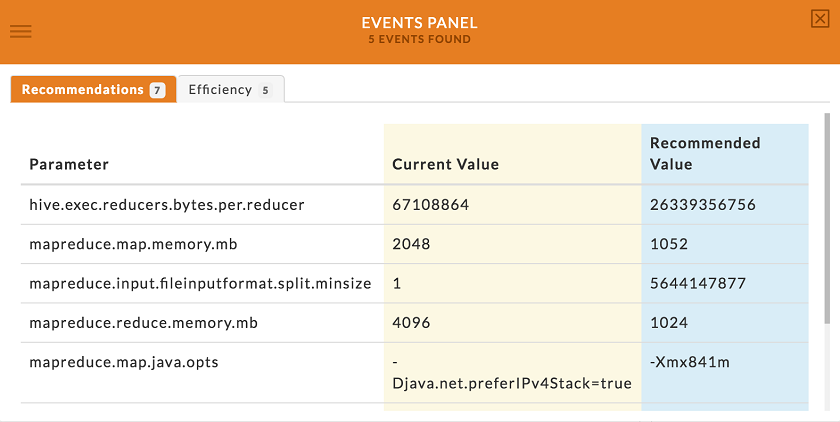 EVENTS PANEL
5 EVENTS FOUND
Recommendations 7 Efficiency 5
Parameter Current Value Recommended Value
hive.exec.reducers.bytes.per.reducer 67108864 26339356756
mapreduce.map.memory.mb 2048 1052
mapreduce.input.fileinputformat.split.minsize 1 5644147877
mapreduce.reduce.memory.mb 4096 1024
mapreduce.map.java.opts - -Xmx841m
Djava.net.preferIPv4Stack=true